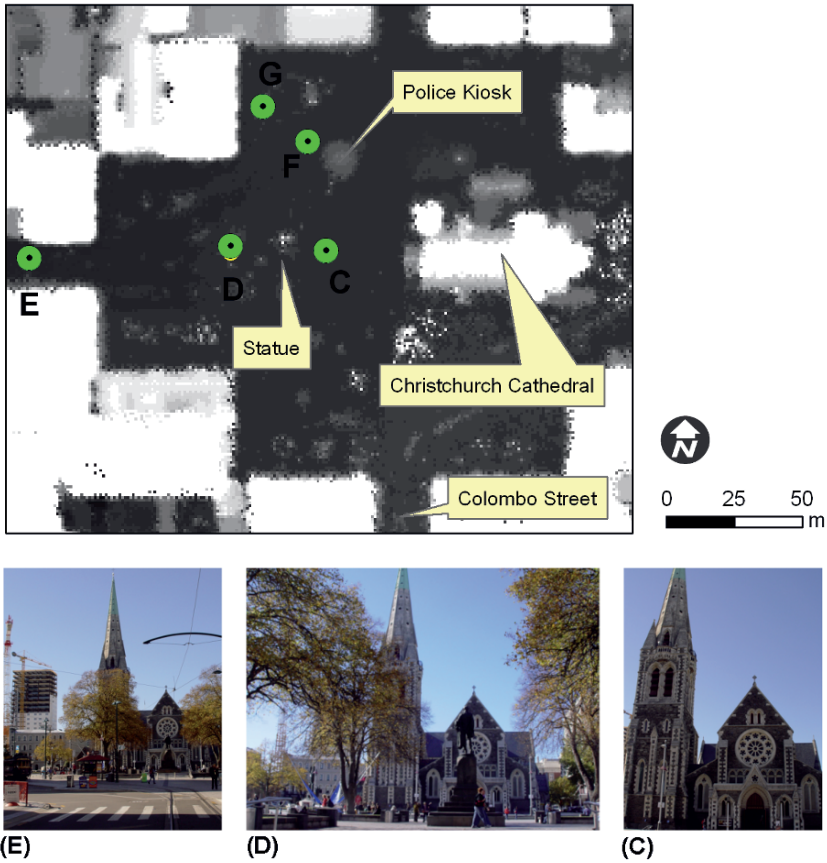 G
Police Kiosk
F
E
D
C
Statue
Christchurch Cathedral
N
Colombo Street
0 25 50
m
(E) (D) (C)